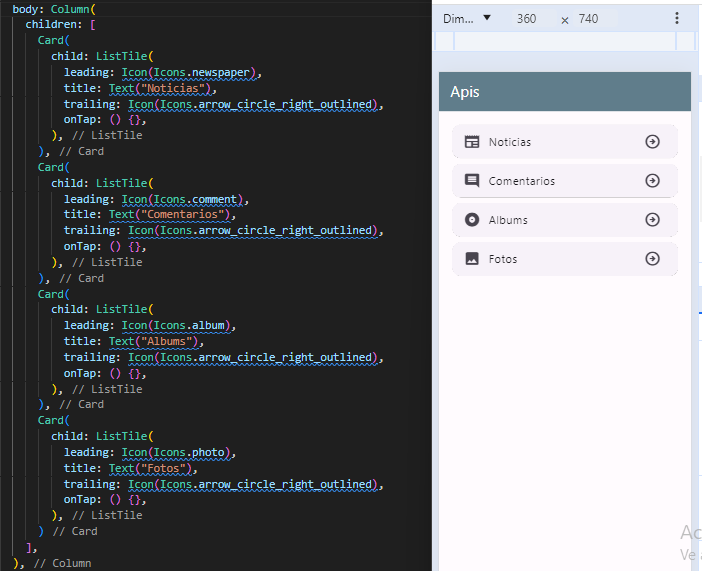 body: Column(
children: [
Card(
child: ListTile(
leading: Icon(Icons.newspaper),
title: Text("Noticias"),
trailing: Icon(Icons.arrow_circle_right_outlined),
onTap: () {},
), // ListTile
), // Card
Card(
child: ListTile(
leading: Icon(Icons.comment),
title: Text("Comentarios"),
trailing: Icon(Icons.arrow_circle_right_outlined),
onTap: () {},
), // ListTile
), // Card
Card(
child: ListTile(
leading: Icon(Icons.album),
title: Text("Albums"),
trailing: Icon(Icons.arrow_circle_right_outlined),
onTap: () {},
), // ListTile
), // Card
Card(
child: ListTile(
leading: Icon(Icons.photo),
title: Text("Fotos"),
trailing: Icon(Icons.arrow_circle_right_outlined),
onTap: () {},
), // ListTile
) // Card
],
), // Column
Dim... 360 × 740
Apis
Noticias
Comentarios
Albums
Fotos
Ve